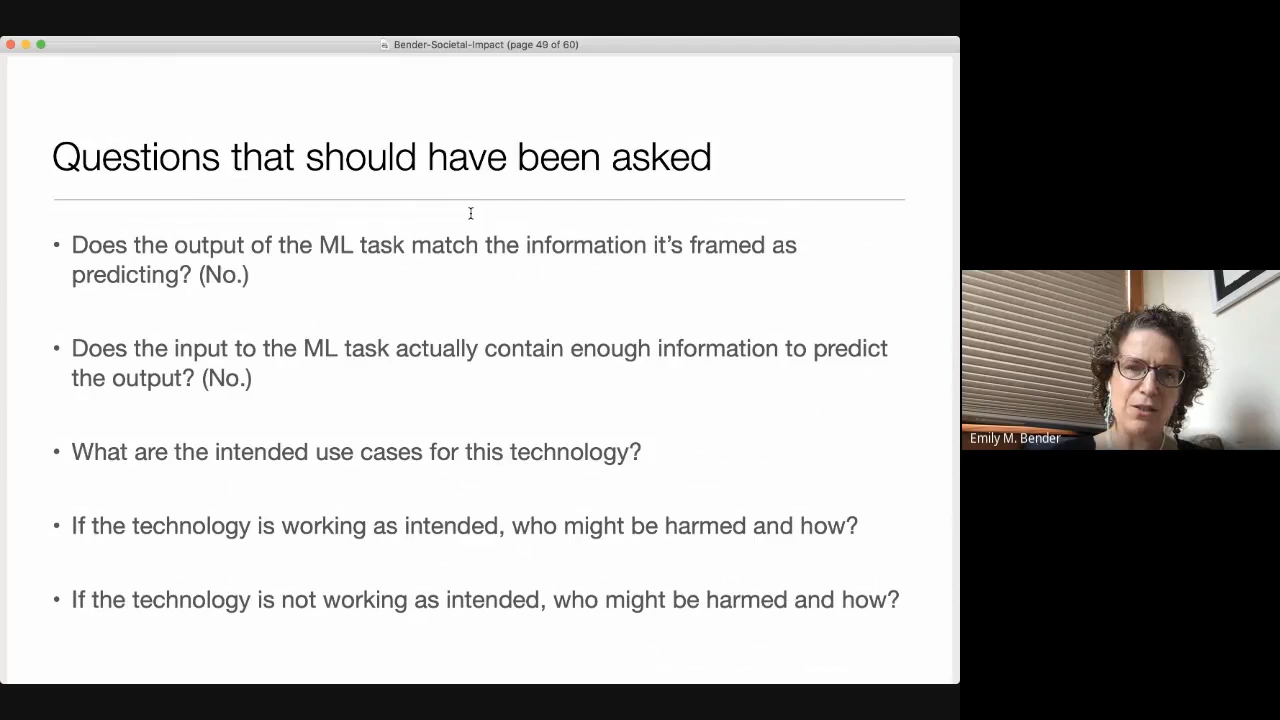 Bender-Societal-Impact (page 49 of 60)
Questions that should have been asked
• Does the output of the ML task match the information it's framed as
predicting? (No.)
• Does the input to the ML task actually contain enough information to predict
the output? (No.)
• What are the intended use cases for this technology?
• If the technology is working as intended, who might be harmed and how?
• If the technology is not working as intended, who might be harmed and how?
Emily M. Bender